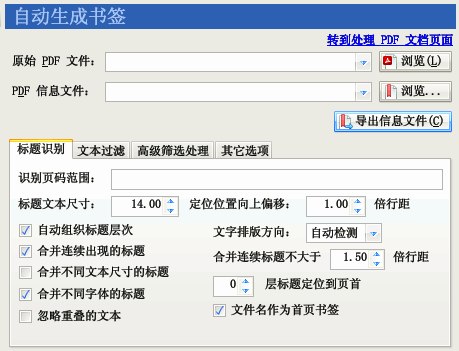 自动生成书签
转到处理 PDF 文档页面
原始 PDF 文件： 浏览(L)
PDF 信息文件： 浏览...
导出信息文件(C)
标题识别 文本过滤 高级筛选处理 其它选项
识别页码范围：
标题文本尺寸： 14.00 定位位置向上偏移： 1.00 倍行距
自动组织标题层次 文字排版方向： 自动检测
合并连续出现的标题 合并连续标题不大于 1.50 倍行距
合并不同文本尺寸的标题
合并不同字体的标题 0 层标题定位到页首
忽略重叠的文本 文件名作为首页书签